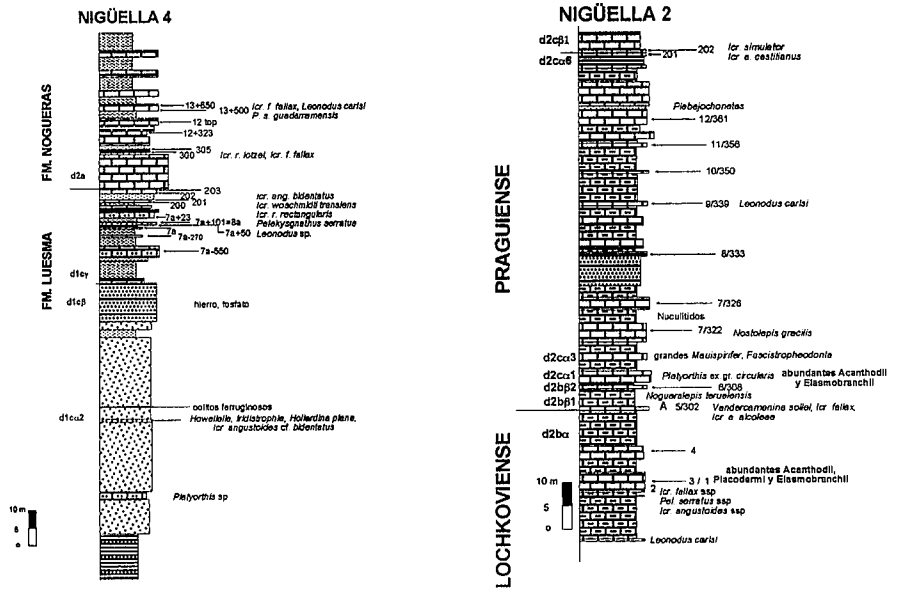 NIGÜELLA 4
FM. NOGUERAS
FM. LUESMA
13+650
13+500
Icr. f. fallax, Leonodus carlsi
P. s. guadarramensis
12 top
12+323
305
300
Icr. r. lotzei, Icr. f. fallax
d2a
203
202
201
200
Icr. ang. bidentatus
Icr. woschmidti transiens
Icr. r. rectangularis
Pelekysgnathus serratus
Leonodus sp.
7a+23
7a+101=8a
7a
7a+50
7a-270
7a-550
d1cγ
d1cβ
hierro, fosfato
d1cα2
oolitos ferruginosos
Howellella, Iridistrophia, Hollardina plana,
Icr angustoides cf. bidentatus
Platyorthis sp
10 m
5
0
NIGÜELLA 2
PRAGUIENSE
LOCHKOVIENSE
d2cβ1
202
Icr. simulator
201
Icr a. castilianus
d2cα6
Plebejochonetes
12/361
11/356
10/350
9/339
Leonodus carlsi
8/333
7/326
Nuculitidos
7/322
Nostolepis gracilis
d2cα3
grandes Mauispirifer, Fascistropheodonta
d2cα1
Platyorthis ex gr. circularis
abundantes Acanthodii
y Elasmobranchii
d2bβ2
6/308
Nogueralepis teruelensis
d2bβ1
A
5/302
Vandercammenina sollei, Icr fallax,
Icr a. alcoleae
d2bα
4
3 / 1
abundantes Acanthodii,
Placodermi y Elasmobranchii
2
Icr. fallax ssp
Pel. serratus ssp
Icr. angustoides ssp
10 m
5
0
Leonodus carlsi